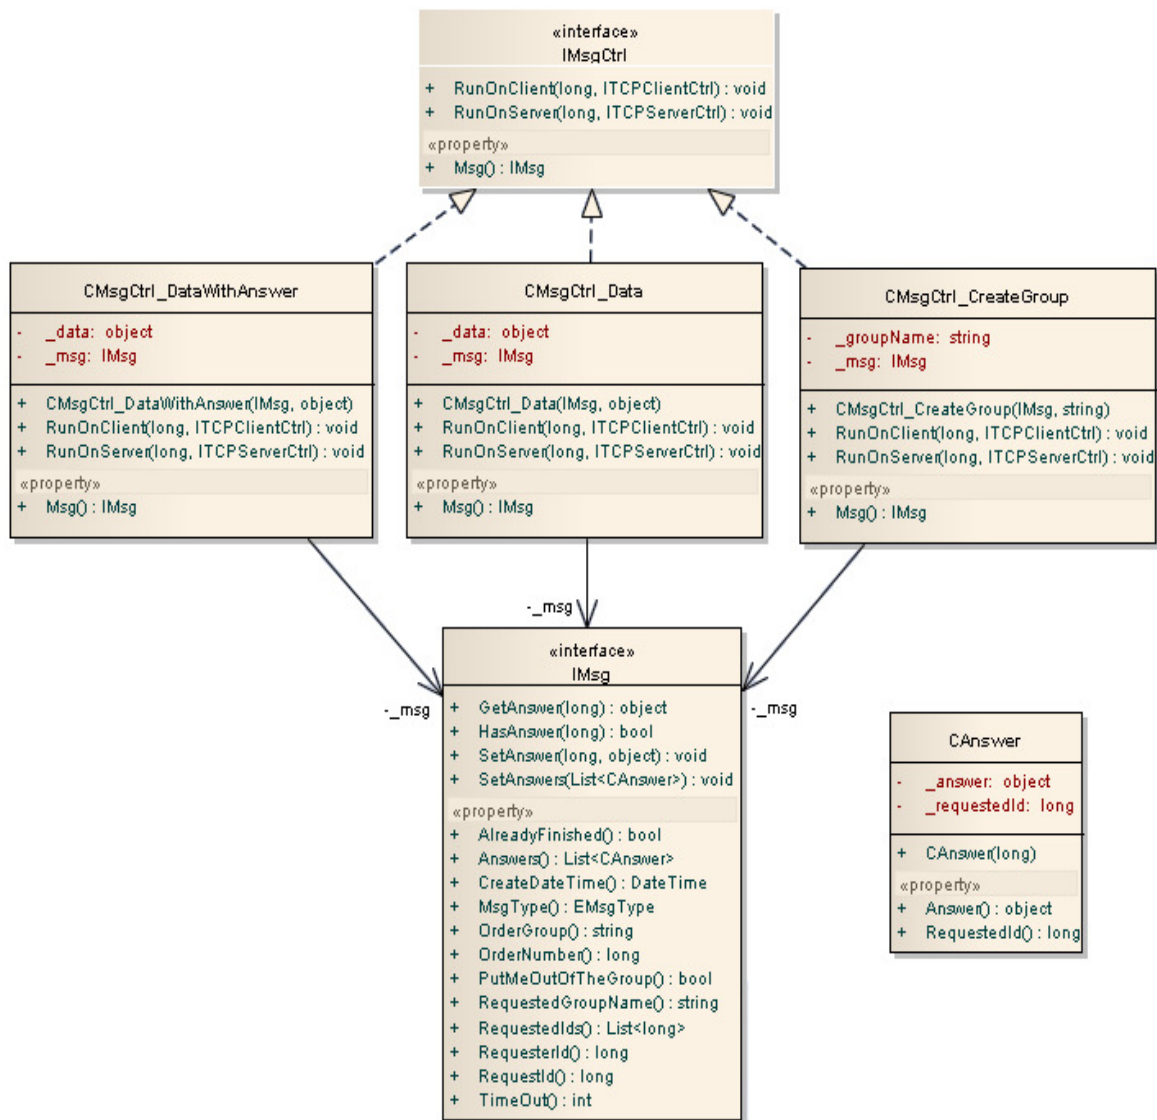 «interface»
IMsgCtrl
+ RunOnClient(long, ITCPClientCtrl) : void
+ RunOnServer(long, ITCPServerCtrl) : void
«property»
+ Msg() : IMsg
CMsgCtrl_DataWithAnswer
- _data: object
- _msg: IMsg
+ CMsgCtrl_DataWithAnswer(IMsg, object)
+ RunOnClient(long, ITCPClientCtrl) : void
+ RunOnServer(long, ITCPServerCtrl) : void
«property»
+ Msg() : IMsg
CMsgCtrl_Data
- _data: object
- _msg: IMsg
+ CMsgCtrl_Data(IMsg, object)
+ RunOnClient(long, ITCPClientCtrl) : void
+ RunOnServer(long, ITCPServerCtrl) : void
«property»
+ Msg() : IMsg
CMsgCtrl_CreateGroup
- _groupName: string
- _msg: IMsg
+ CMsgCtrl_CreateGroup(IMsg, string)
+ RunOnClient(long, ITCPClientCtrl) : void
+ RunOnServer(long, ITCPServerCtrl) : void
«property»
+ Msg() : IMsg
-_msg
-_msg
-_msg
«interface»
IMsg
+ GetAnswer(long) : object
+ HasAnswer(long) : bool
+ SetAnswer(long, object) : void
+ SetAnswers(List<CAnswer>) : void
«property»
+ AlreadyFinished() : bool
+ Answers() : List<CAnswer>
+ CreateDateTime() : DateTime
+ MsgType() : EMsgType
+ OrderGroup() : string
+ OrderNumber() : long
+ PutMeOutOfTheGroup() : bool
+ RequestedGroupName() : string
+ RequestedIds() : List<long>
+ RequesterId() : long
+ RequestId() : long
+ TimeOut() : int
CAnswer
- _answer: object
- _requestedId: long
+ CAnswer(long)
«property»
+ Answer() : object
+ RequestedId() : long